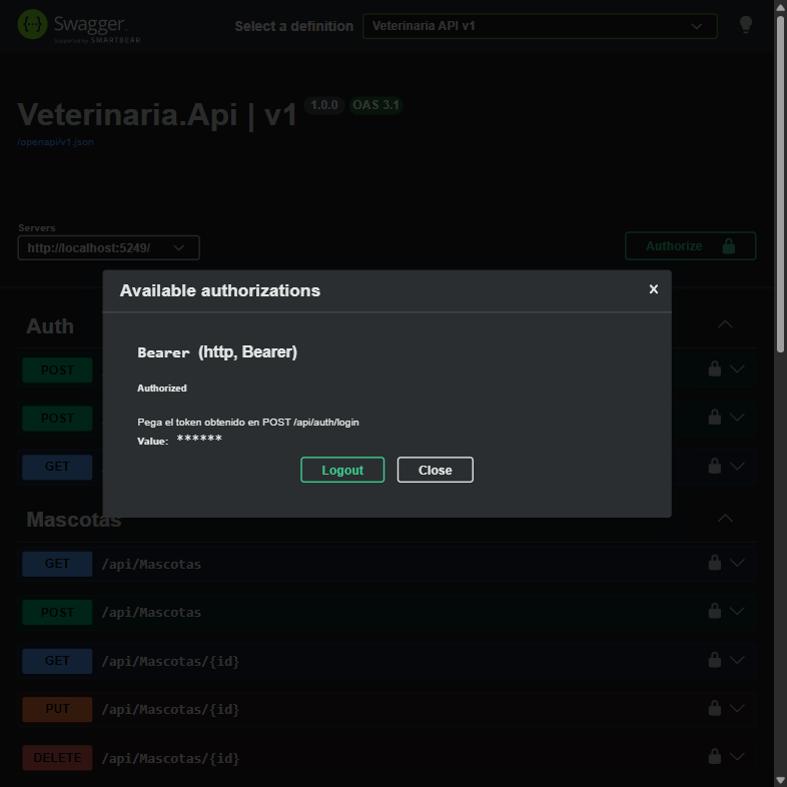 Swagger
Supported by SMARTBEAR
Select a definition
Veterinaria API v1
Veterinaria.Api | v1
1.0.0
OAS 3.1
/openapi/v1.json
Servers
http://localhost:5249/
Authorize
Available authorizations
x
Bearer (http, Bearer)
Authorized
Pega el token obtenido en POST /api/auth/login
Value: ******
Logout
Close
Auth
POST
POST
GET
Mascotas
GET /api/Mascotas
POST /api/Mascotas
GET /api/Mascotas/{id}
PUT /api/Mascotas/{id}
DELETE /api/Mascotas/{id}